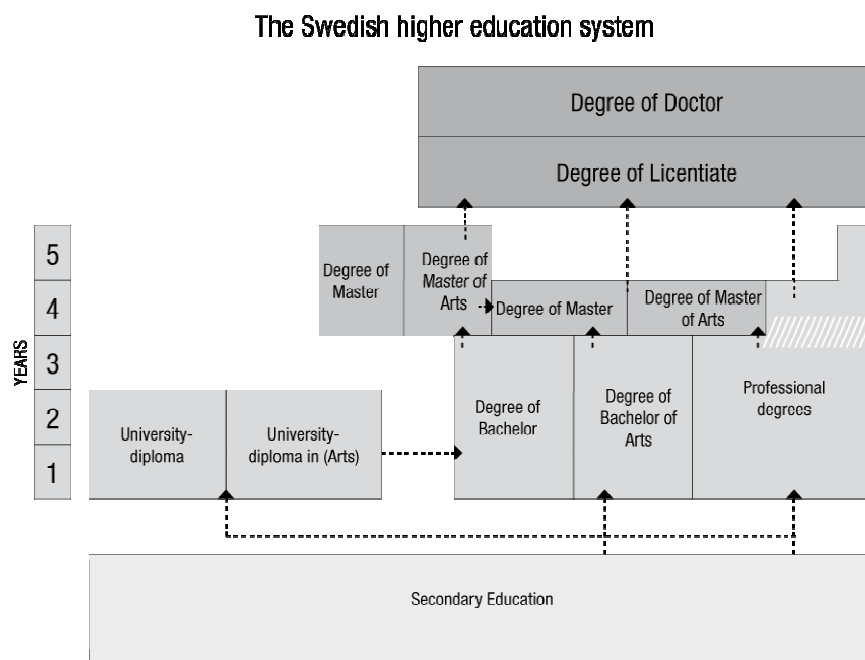 The Swedish higher education system
Degree of Doctor
Degree of Licentiate
YEARS
5
4
3
2
1
Degree of
Master
Degree of
Master of
Arts
Degree of Master
Degree of Master
of Arts
University-
diploma
University-
diploma in (Arts)
Degree of
Bachelor
Degree of
Bachelor of
Arts
Professional
degrees
Secondary Education